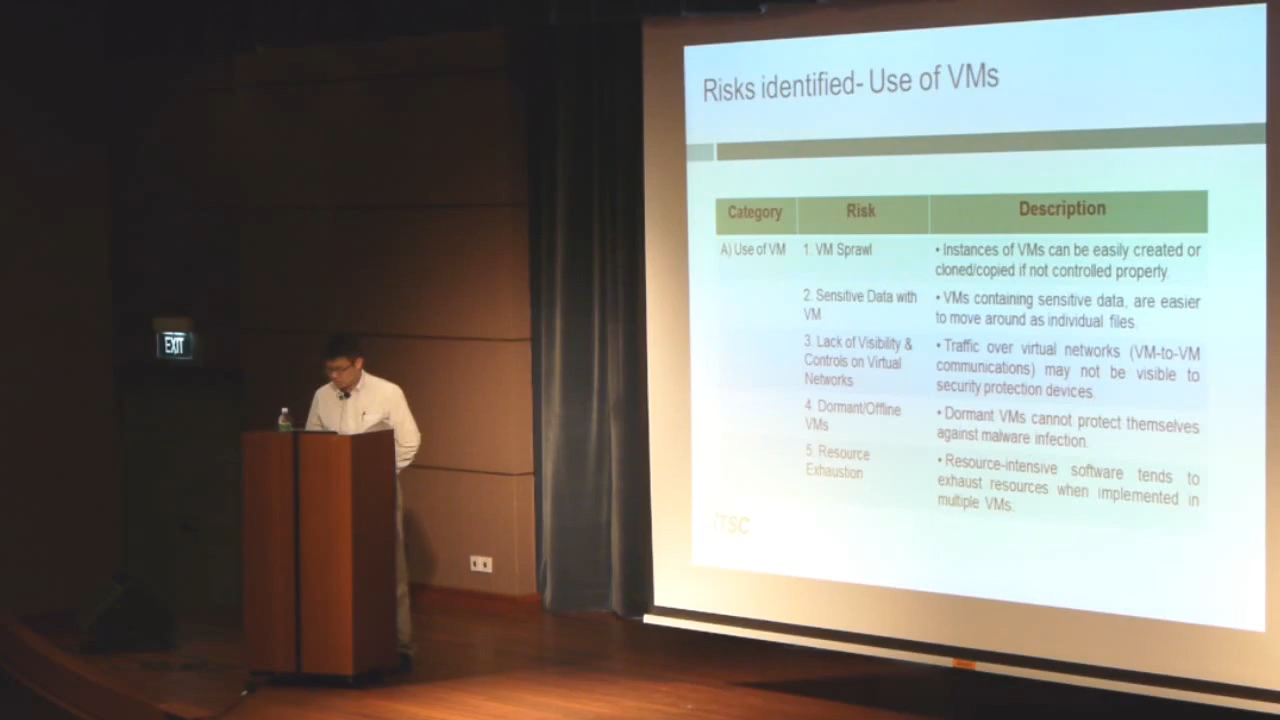 Risks identified- Use of VMs
Category Risk Description
A) Use of VM 1. VM Sprawl • Instances of VMs can be easily created or
cloned/copied if not controlled properly.
2. Sensitive Data with
VM
• VMs containing sensitive data, are easier
to move around as individual files.
3. Lack of Visibility &
Controls on Virtual
Networks
• Traffic over virtual networks (VM-to-VM
communications) may not be visible to
security protection devices.
4. Dormant/Offline
VMs
• Dormant VMs cannot protect themselves
against malware infection.
5. Resource
Exhaustion
• Resource-intensive software tends to
exhaust resources when implemented in
multiple VMs.
ITSC
EXIT